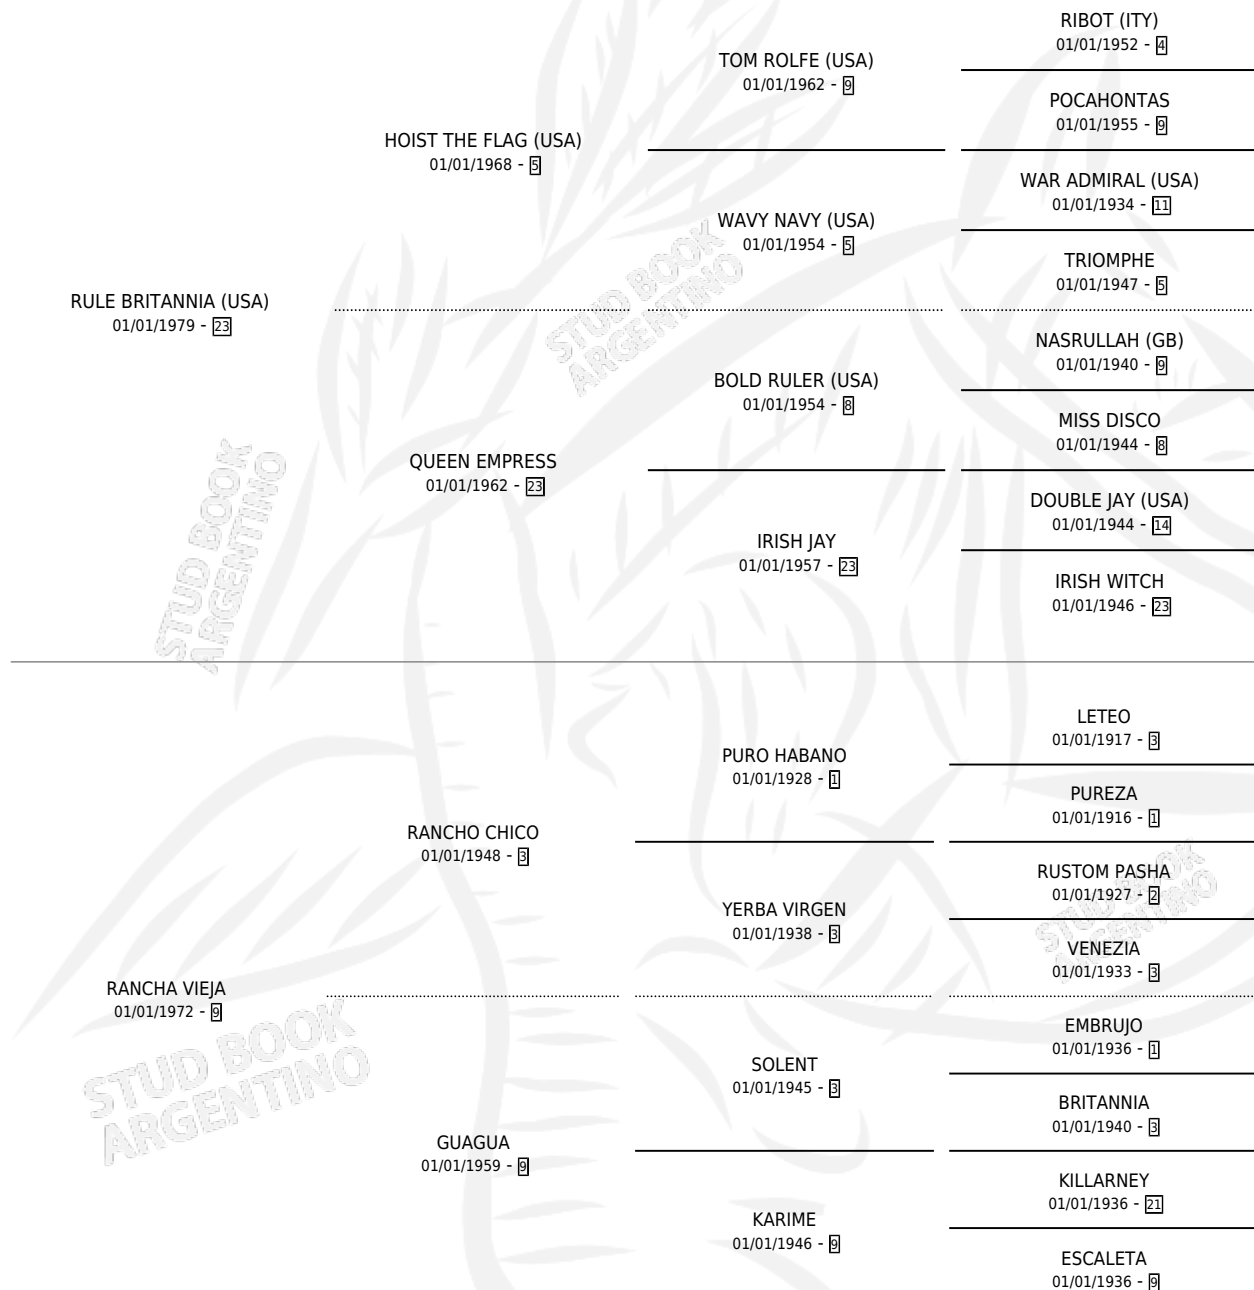 RIBOT (ITY)
01/01/1952 - 4
TOM ROLFE (USA)
01/01/1962 - 9
POCAHONTAS
01/01/1955 - 9
HOIST THE FLAG (USA)
01/01/1968 - 5
WAR ADMIRAL (USA)
01/01/1934 - 11
WAVY NAVY (USA)
01/01/1954 - 5
TRIOMPHE
01/01/1947 - 5
RULE BRITANNIA (USA)
01/01/1979 - 23
NASRULLAH (GB)
01/01/1940 - 9
BOLD RULER (USA)
01/01/1954 - 8
MISS DISCO
01/01/1944 - 8
QUEEN EMPRESS
01/01/1962 - 23
DOUBLE JAY (USA)
01/01/1944 - 14
IRISH JAY
01/01/1957 - 23
IRISH WITCH
01/01/1946 - 23
LETEO
01/01/1917 - 3
PURO HABANO
01/01/1928 - 1
PUREZA
01/01/1916 - 1
RANCHO CHICO
01/01/1948 - 3
RUSTOM PASHA
01/01/1927 - 2
YERBA VIRGEN
01/01/1938 - 3
VENEZIA
01/01/1933 - 3
RANCHA VIEJA
01/01/1972 - 9
EMBRUJO
01/01/1936 - 1
SOLENT
01/01/1945 - 3
BRITANNIA
01/01/1940 - 3
GUAGUA
01/01/1959 - 9
KILLARNEY
01/01/1936 - 21
KARIME
01/01/1946 - 9
ESCALETA
01/01/1936 - 9
STUD BOOK
ARGENTINO
STUD BOOK
ARGENTINO
STUD BOOK
ARGENTINO
STUD BOOK
ARGENTINO